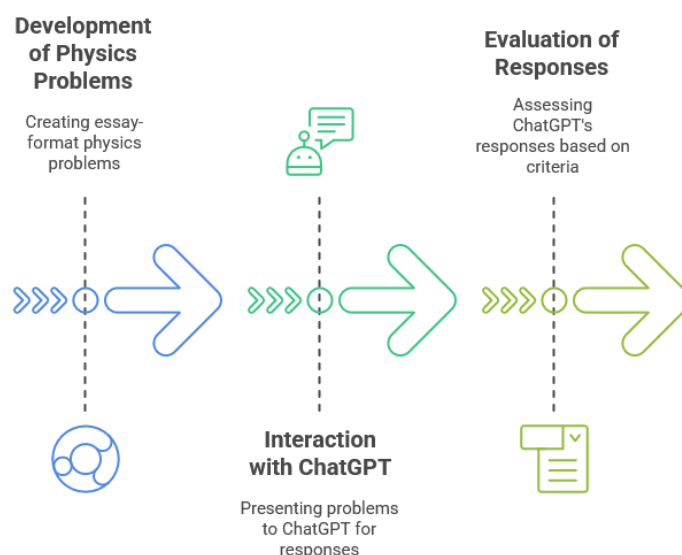 Development
of Physics
Problems
Creating essay-
format physics
problems
Interaction
with ChatGPT
Presenting problems
to ChatGPT for
responses
Evaluation of
Responses
Assessing
ChatGPT's
responses based on
criteria